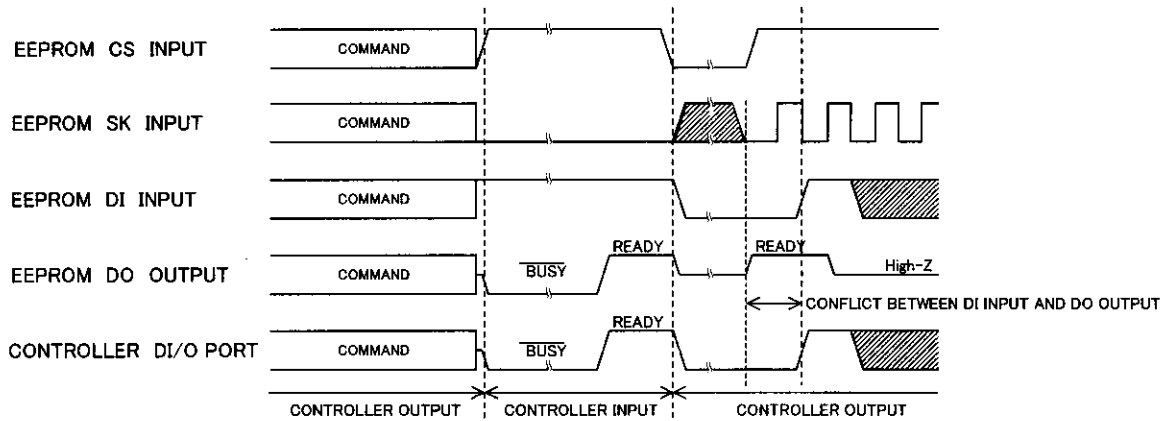 EEPROM CS INPUT COMMAND
EEPROM SK INPUT COMMAND
EEPROM DI INPUT COMMAND
EEPROM DO OUTPUT COMMAND BUSY READY READY High-Z
CONFLICT BETWEEN DI INPUT AND DO OUTPUT
CONTROLLER DI/O PORT COMMAND BUSY READY
CONTROLLER OUTPUT CONTROLLER INPUT CONTROLLER OUTPUT